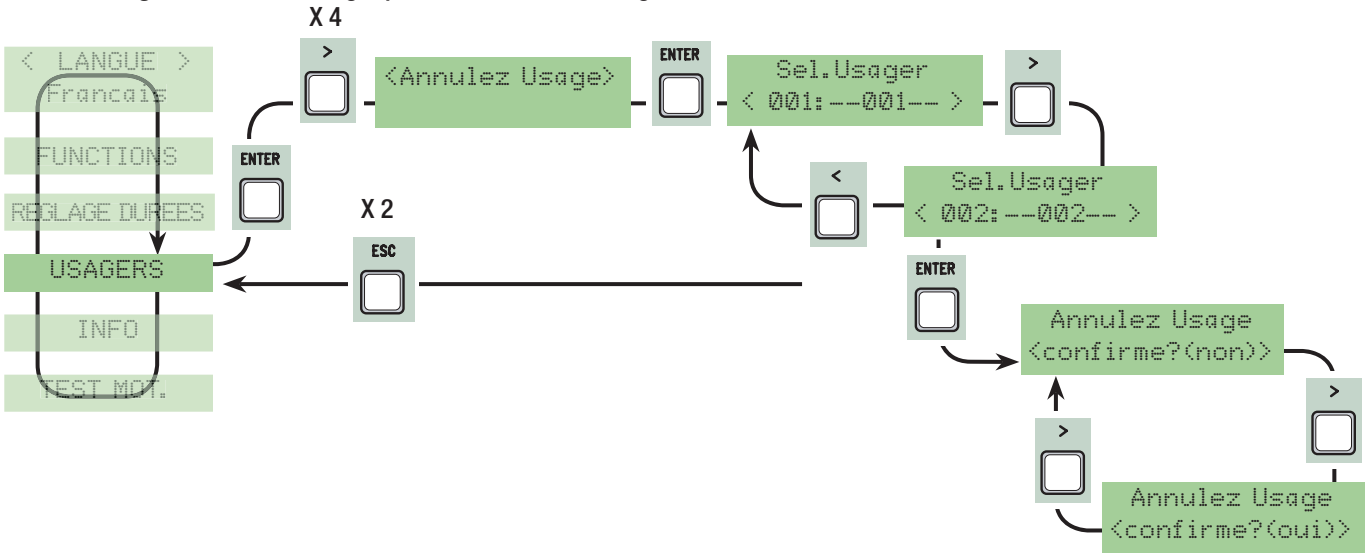 X 4
>
< LANGUE >
Francais
FUNCTIONS
REGLAGE DUREES
USAGERS
INFO
TEST MOT.
ENTER
<Annulez Usage>
ENTER
Sel.Usager
< 001:--001-- >
>
<
Sel.Usager
< 002:--002-- >
X 2
ESC
ENTER
Annulez Usage
<confirme?(non)>
>
>
Annulez Usage
<confirme?(oui)>